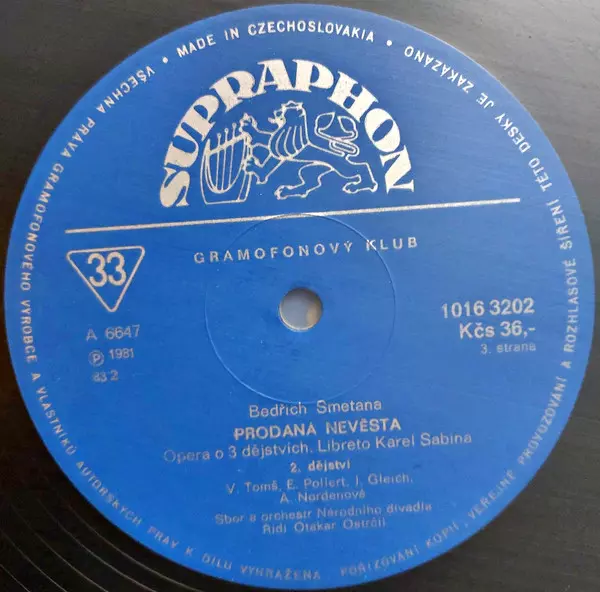 VŠECHNA PRÁVA GRAMOFONOVÉHO VÝROBCE A VLASTNÍKŮ AUTORSKÝCH PRÁV K DÍLU VYHRAŽENA
POŘIZOVÁNÍ KOPIÍ, VEŘEJNÉ PROVOZOVÁNÍ A ROZHLASOVÉ ŠÍŘENÍ TÉTO DESKY JE ZAKÁZÁNO • MADE IN CZECHOSLOVAKIA •
SUPRAPHON
GRAMOFONOVÝ KLUB
33
A 6647
Ⓟ 1981
83 2
1016 3202
Kčs 36,-
3. strana
Bedřich Smetana
PRODANÁ NEVĚSTA
Opera o 3 dějstvích. Libreto Karel Sabina
2. dějství
V. Tomš, E. Pollert, J. Gleich,
A. Nordenová
Sbor a orchestr Národního divadla
Řídí Otakar Ostrčil